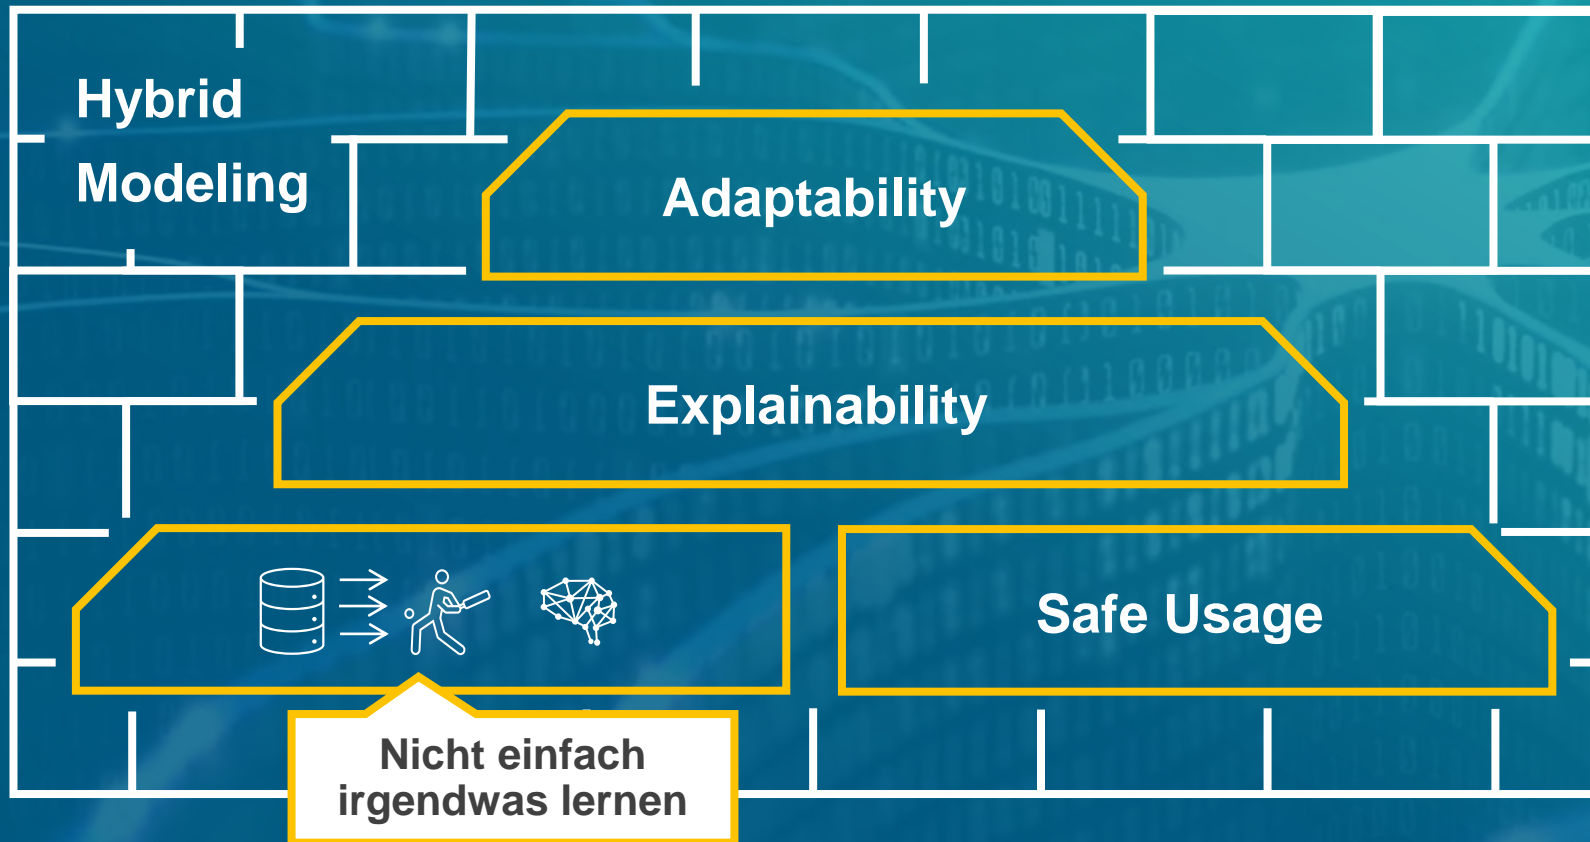 Hybrid
Modeling
Adaptability
Explainability
Safe Usage
Nicht einfach
irgendwas lernen